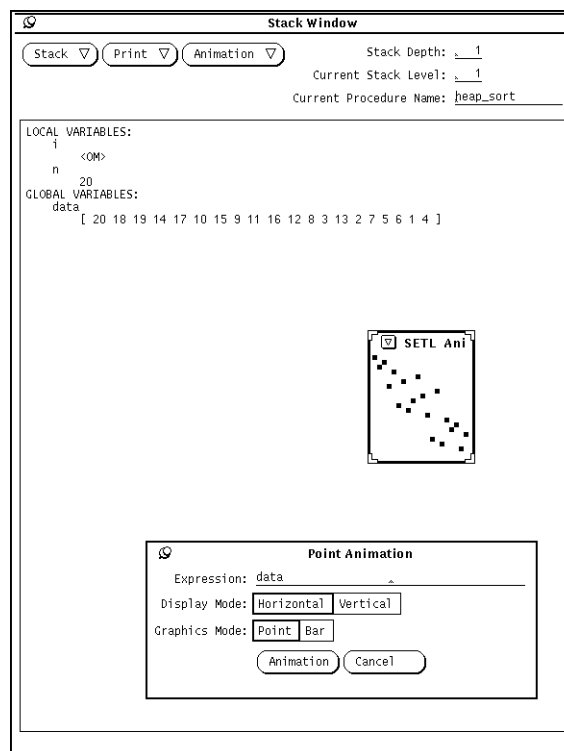 Stack Window
Stack Print Animation Stack Depth: 1
Current Stack Level: 1
Current Procedure Name: heap_sort
LOCAL VARIABLES:
i
<OM>
n
20
GLOBAL VARIABLES:
data
[ 20 18 19 14 17 10 15 9 11 16 12 8 3 13 2 7 5 6 1 4 ]
SETL Ani
Point Animation
Expression: data
Display Mode: Horizontal Vertical
Graphics Mode: Point Bar
Animation Cancel